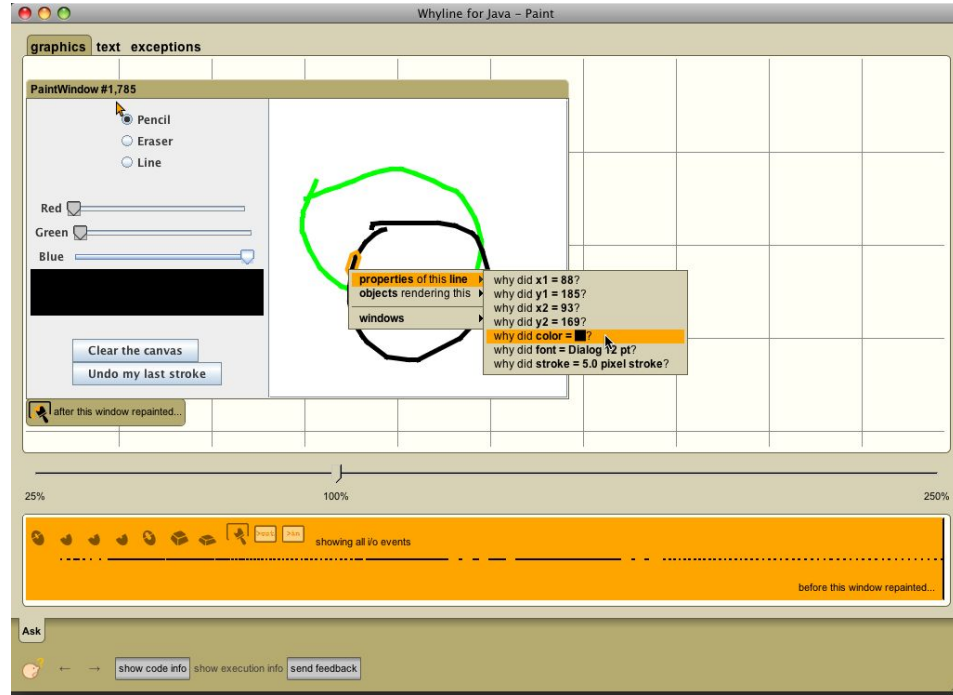 Whyline for Java – Paint
graphics text exceptions
PaintWindow #1,785
Pencil
Eraser
Line
Red
Green
Blue
properties of this line
objects rendering this
windows
why did x1 = 88?
why did y1 = 185?
why did x2 = 93?
why did y2 = 169?
why did color = ?
why did font = Dialog 12 pt?
why did stroke = 5.0 pixel stroke?
Clear the canvas
Undo my last stroke
after this window repainted...
25% 100% 250%
showing all i/o events
before this window repainted...
Ask
← → show code info show execution info send feedback